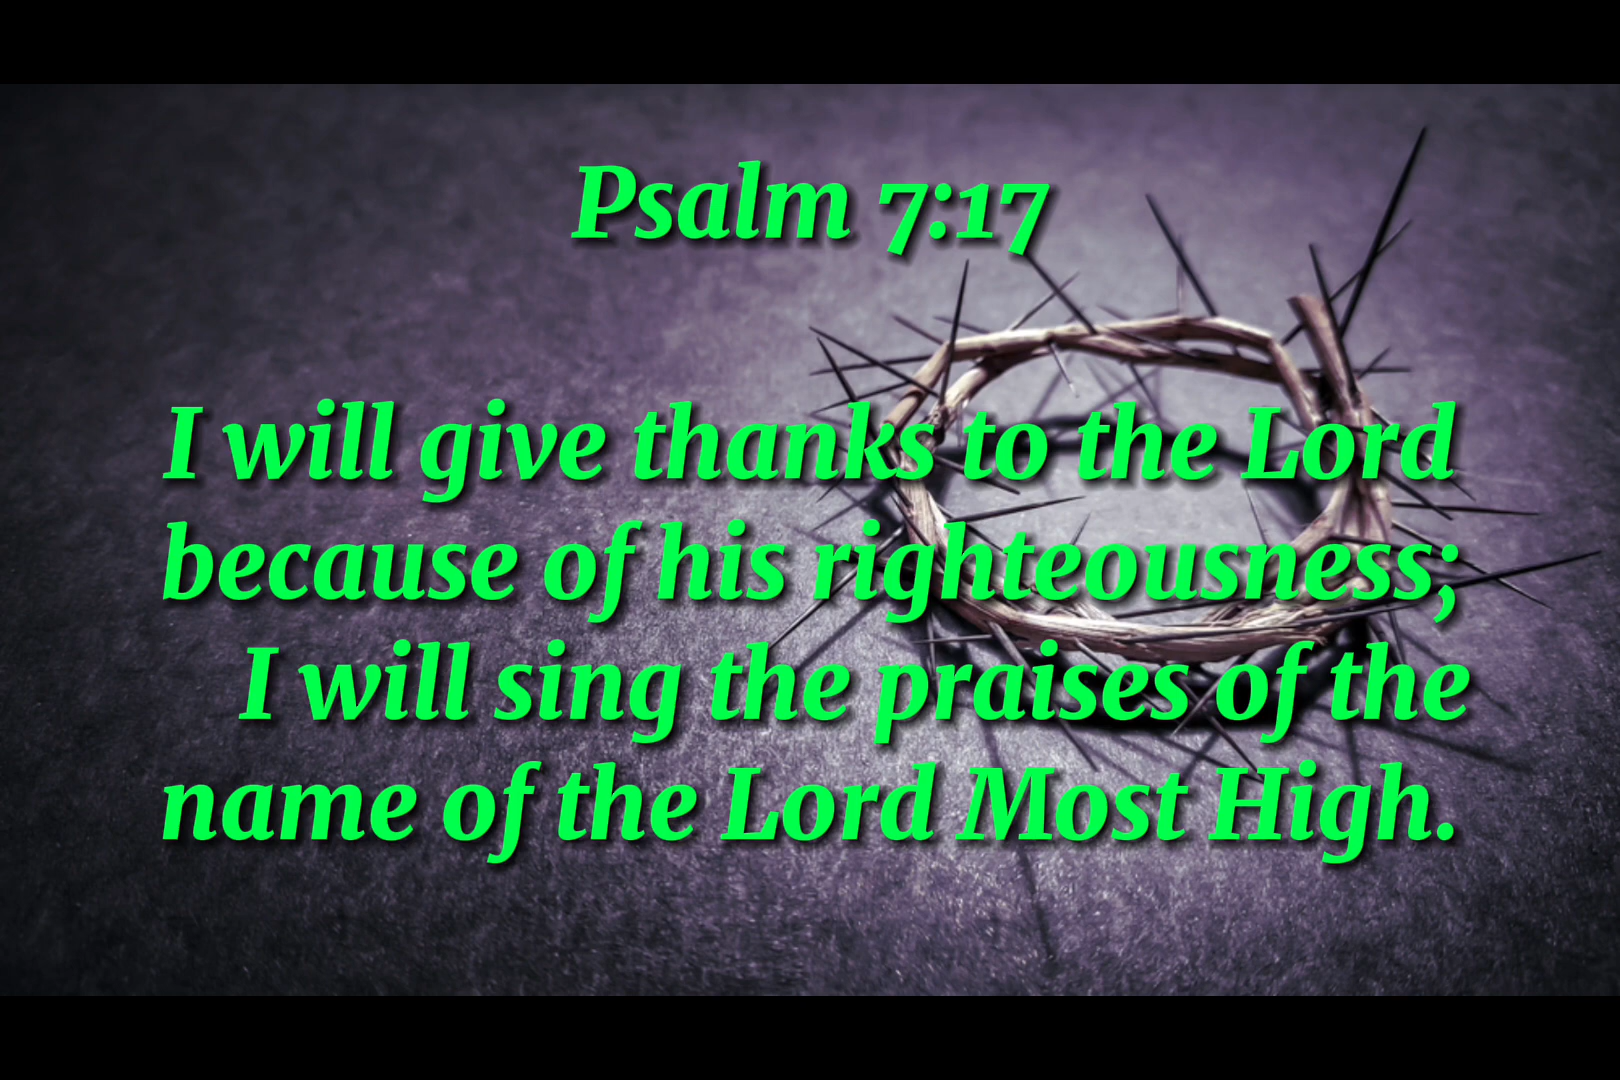 Psalm 7:17
I will give thanks to the Lord
because of his righteousness;
I will sing the praises of the
name of the Lord Most High.